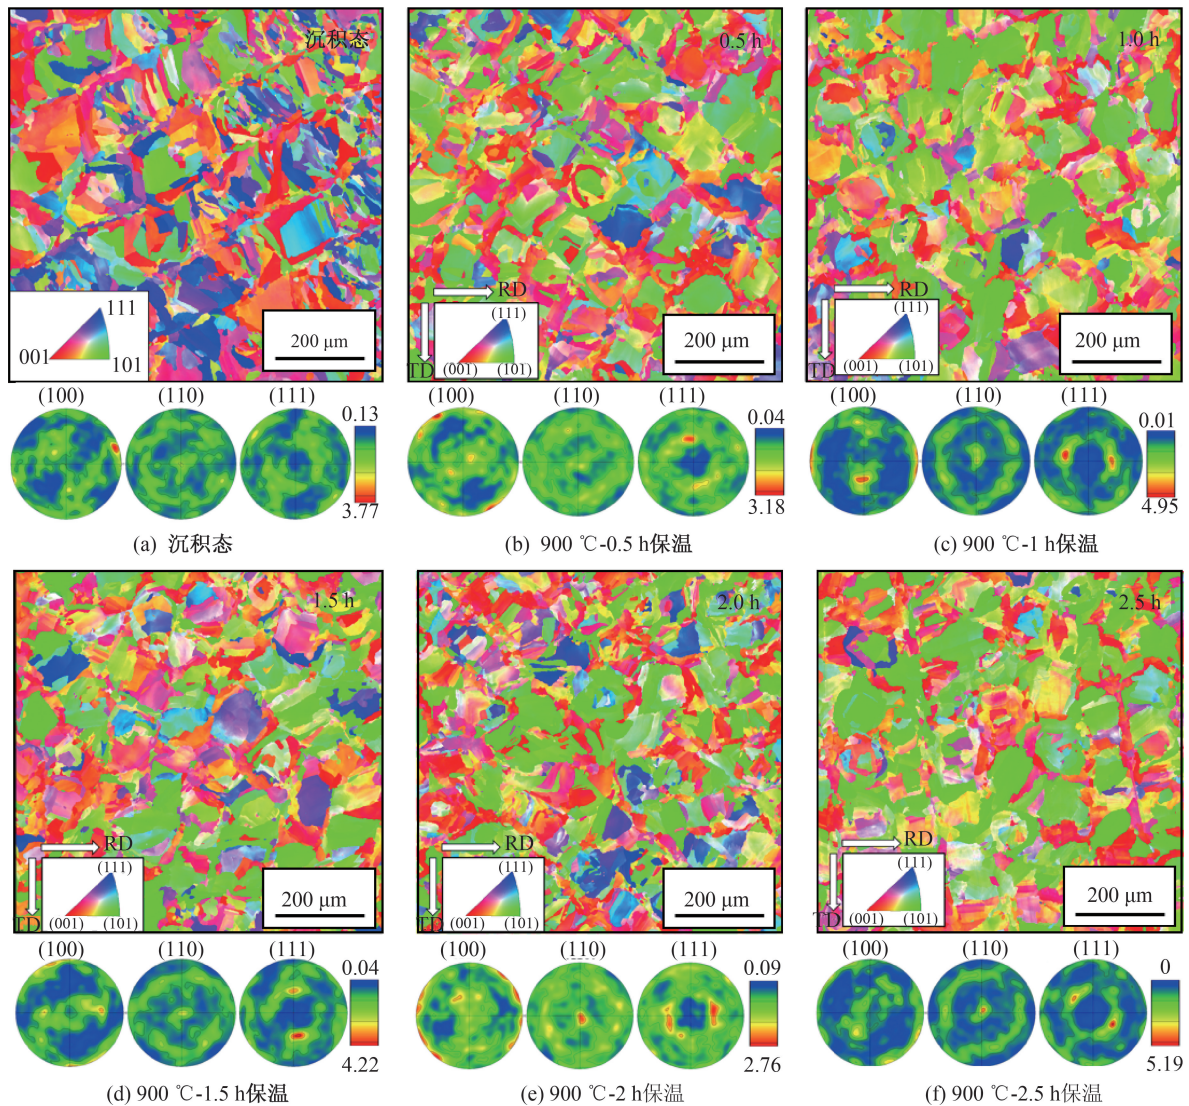 沉积态
111
001
101
200 μm
0.5 h
RD
TD
(111)
(001)
(101)
200 μm
1.0 h
RD
TD
(111)
(001)
(101)
200 μm
(100) (110) (111)
0.13
3.77
(100) (110) (111)
0.04
3.18
(100) (110) (111)
0.01
4.95
(a) 沉积态
(b) 900 ℃-0.5 h保温
(c) 900 ℃-1 h保温
1.5 h
RD
TD
(111)
(001)
(101)
200 μm
2.0 h
RD
TD
(111)
(001)
(101)
200 μm
2.5 h
RD
TD
(111)
(001)
(101)
200 μm
(100) (110) (111)
0.04
4.22
(100) (110) (111)
0.09
2.76
(100) (110) (111)
0
5.19
(d) 900 ℃-1.5 h保温
(e) 900 ℃-2 h保温
(f) 900 ℃-2.5 h保温